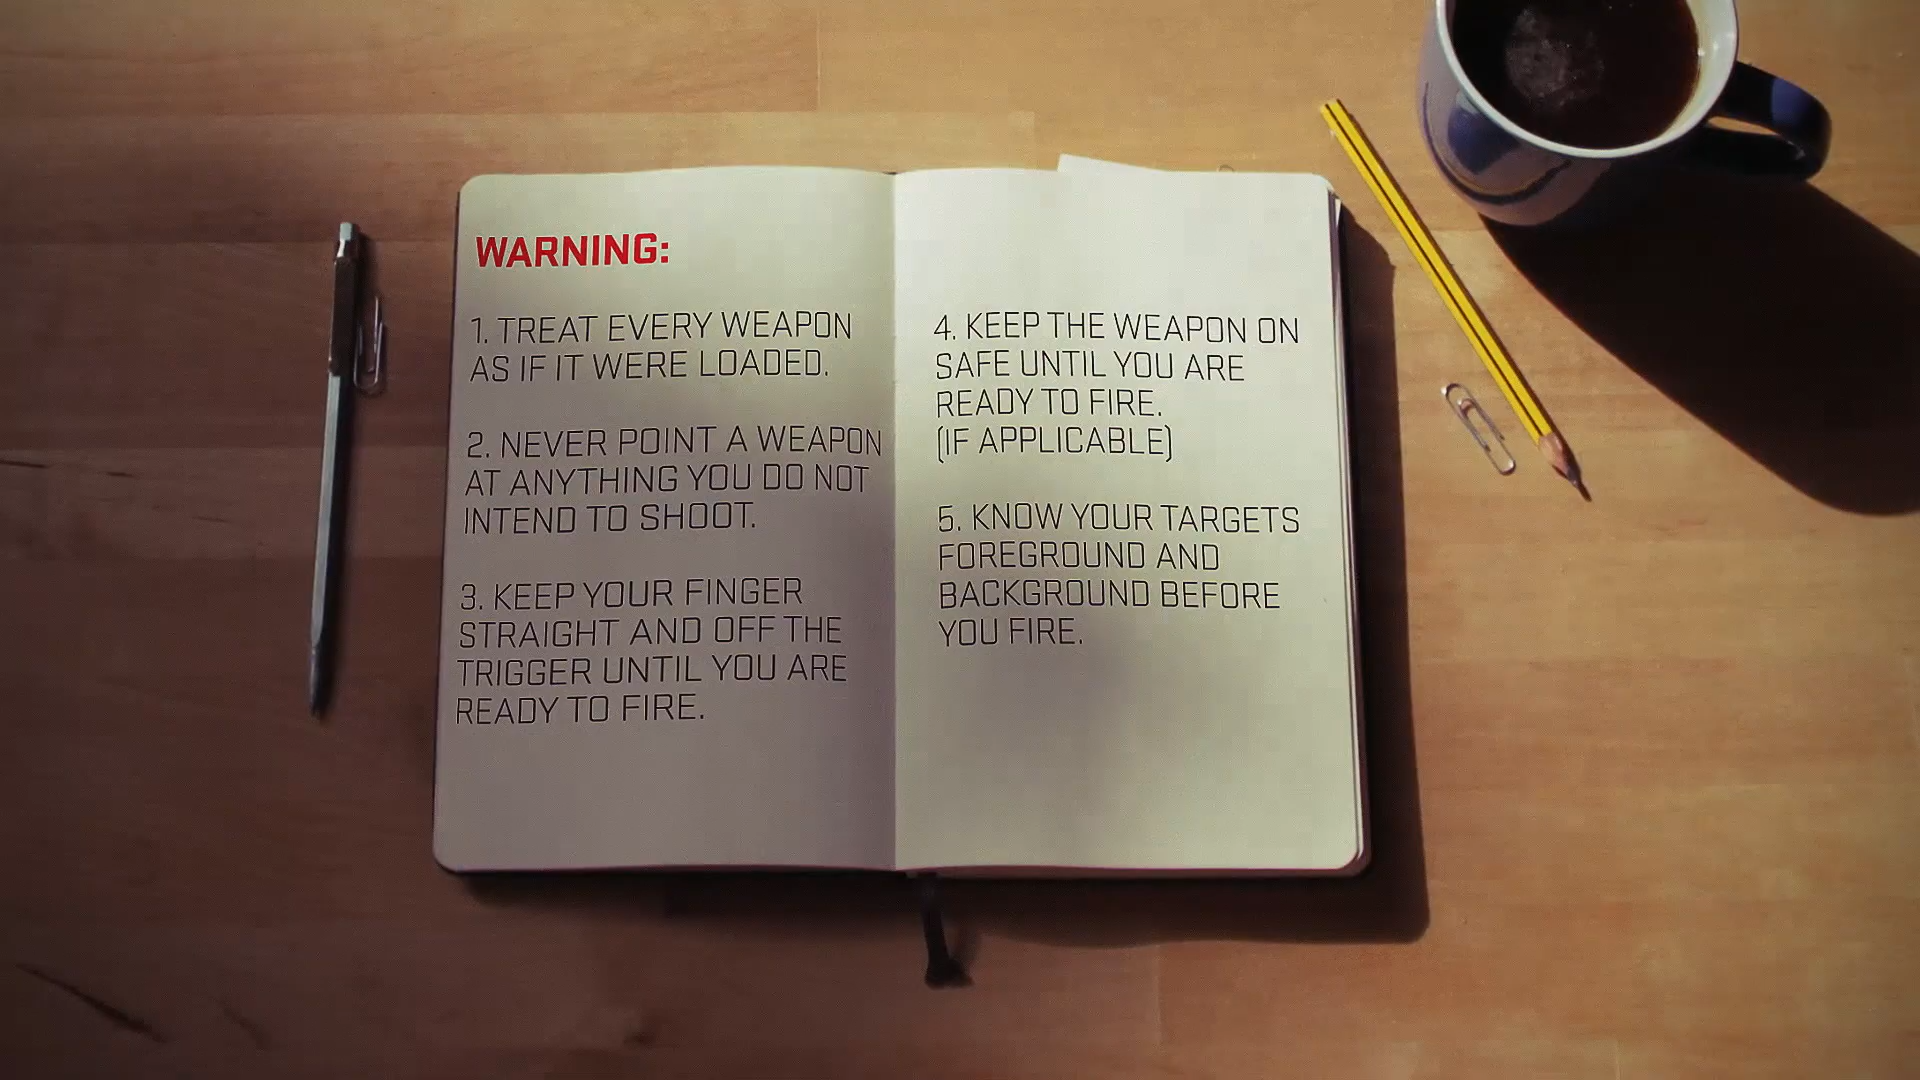 WARNING:
1. TREAT EVERY WEAPON
AS IF IT WERE LOADED.
2. NEVER POINT A WEAPON
AT ANYTHING YOU DO NOT
INTEND TO SHOOT.
3. KEEP YOUR FINGER
STRAIGHT AND OFF THE
TRIGGER UNTIL YOU ARE
READY TO FIRE.
4. KEEP THE WEAPON ON
SAFE UNTIL YOU ARE
READY TO FIRE.
(IF APPLICABLE)
5. KNOW YOUR TARGETS
FOREGROUND AND
BACKGROUND BEFORE
YOU FIRE.